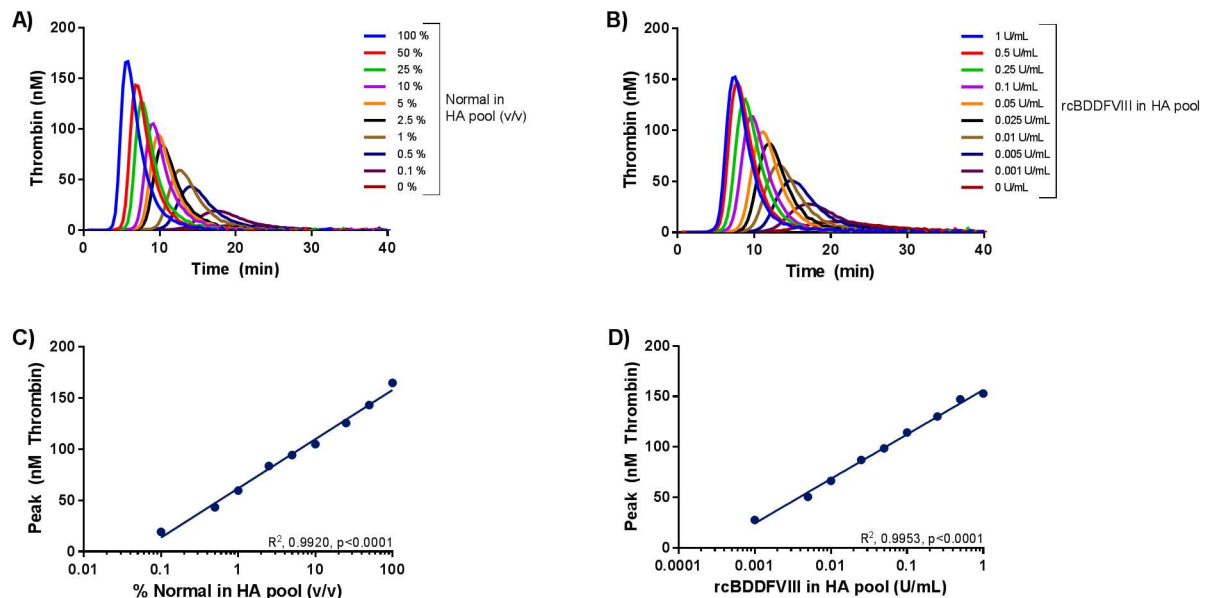 A)
200
150
100
50
0
Thrombin (nM)
0 10 20 30 40
Time (min)
100 %
50 %
25 %
10 %
5 %
2.5 %
1 %
0.5 %
0.1 %
0 %
Normal in
HA pool (v/v)
B)
200
150
100
50
0
Thrombin (nM)
0 10 20 30 40
Time (min)
1 U/mL
0.5 U/mL
0.25 U/mL
0.1 U/mL
0.05 U/mL
0.025 U/mL
0.01 U/mL
0.005 U/mL
0.001 U/mL
0 U/mL
rcBDDFVIII in HA pool
C)
200
150
100
50
0
Peak (nM Thrombin)
R², 0.9920, p<0.0001
0.01 0.1 1 10 100
% Normal in HA pool (v/v)
D)
200
150
100
50
0
Peak (nM Thrombin)
R², 0.9953, p<0.0001
0.0001 0.001 0.01 0.1 1
rcBDDFVIII in HA pool (U/mL)